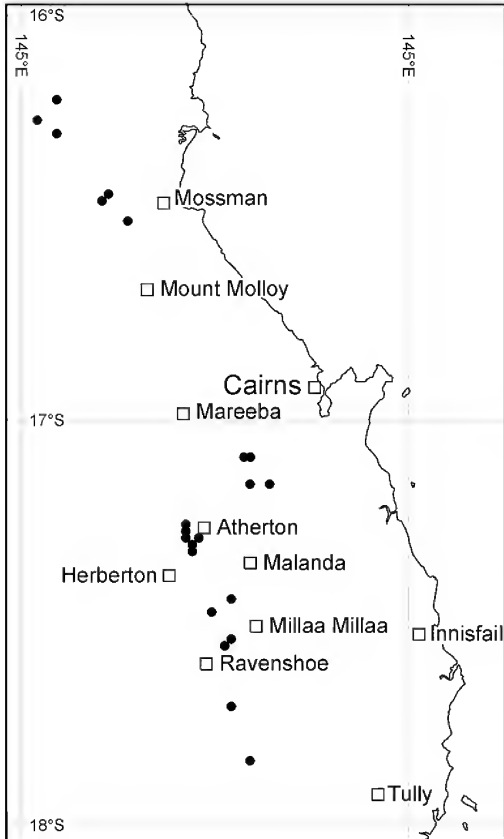 16°S
145°E
145°E
Mossman
Mount Molloy
Cairns
Mareeba
17°S
Atherton
Malanda
Herberton
Millaa Millaa
Innisfail
Ravenshoe
Tully
18°S